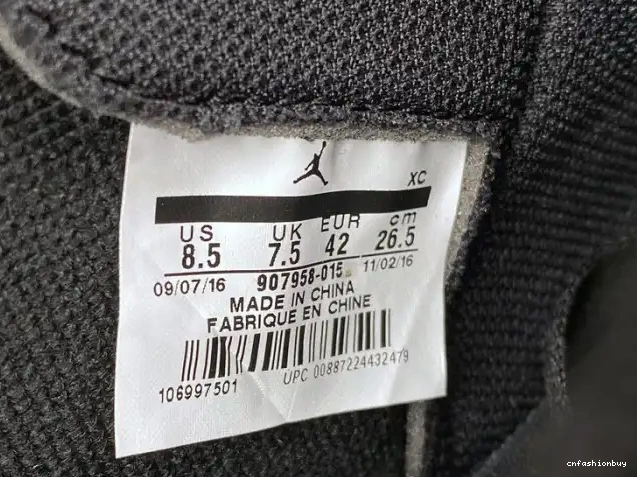 XC
US UK EUR cm
8.5 7.5 42 26.5
09/07/16 907958-015 11/02/16
MADE IN CHINA
FABRIQUE EN CHINE
106997501 UPC 00887224432479
cnfashionbuy